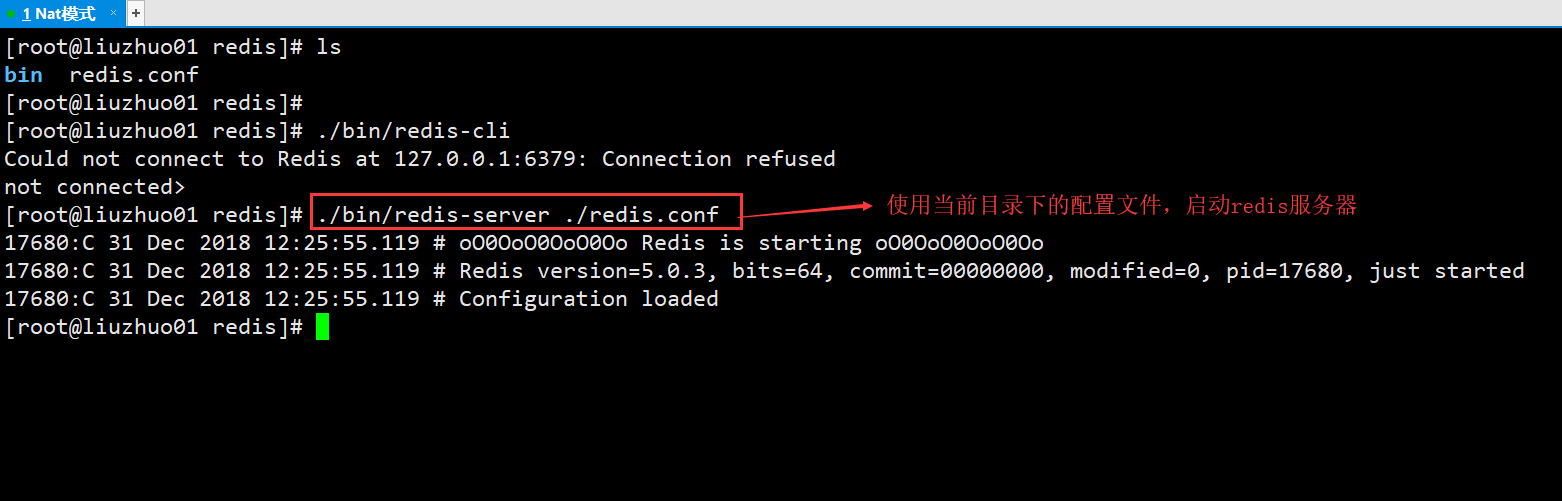 1 Nat模式 × +
[root@liuzhuo01 redis]# ls
bin  redis.conf
[root@liuzhuo01 redis]#
[root@liuzhuo01 redis]# ./bin/redis-cli
Could not connect to Redis at 127.0.0.1:6379: Connection refused
not connected>
[root@liuzhuo01 redis]# ./bin/redis-server ./redis.conf 使用当前目录下的配置文件，启动redis服务器
17680:C 31 Dec 2018 12:25:55.119 # oO0OoO0OoO0Oo Redis is starting oO0OoO0OoO0Oo
17680:C 31 Dec 2018 12:25:55.119 # Redis version=5.0.3, bits=64, commit=00000000, modified=0, pid=17680, just started
17680:C 31 Dec 2018 12:25:55.119 # Configuration loaded
[root@liuzhuo01 redis]#